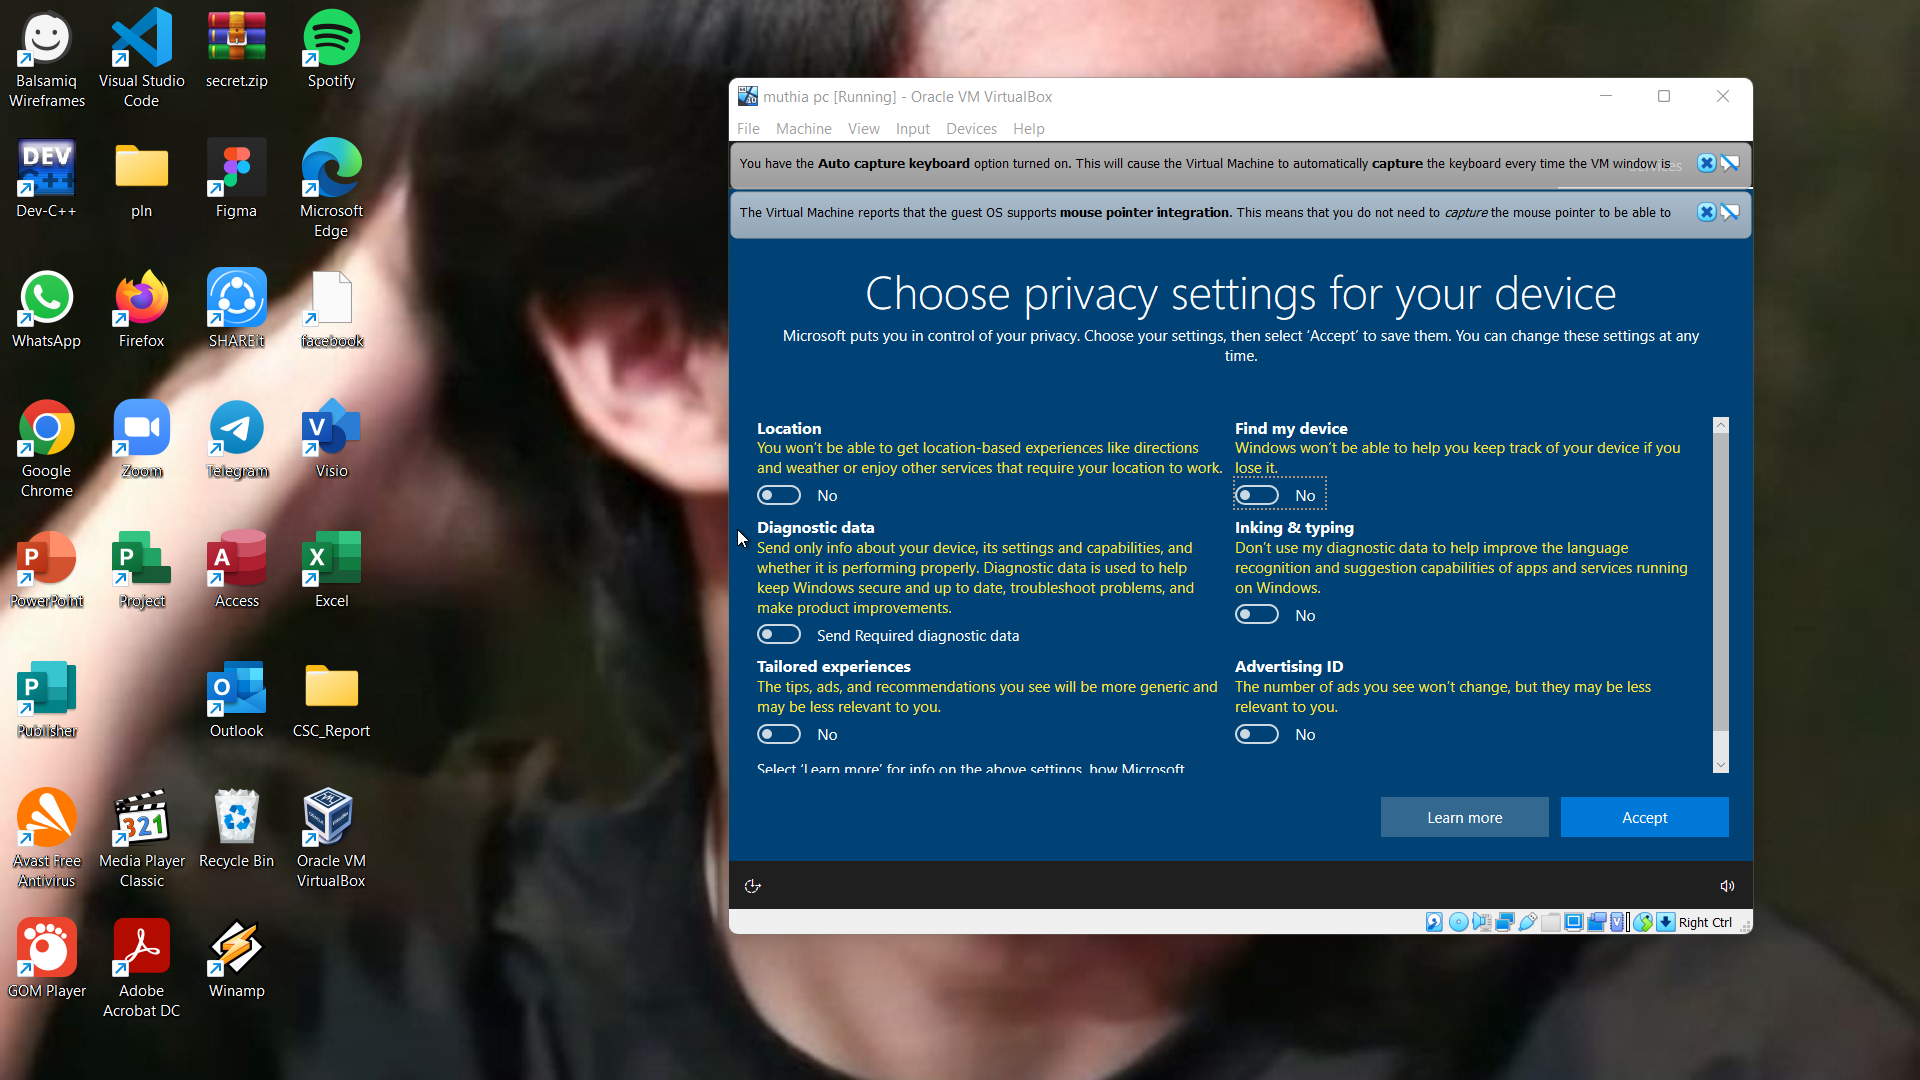 Balsamiq
Wireframes
Visual Studio
Code
secret.zip
Spotify
DEV
C++
Dev-C++
pln
Figma
Microsoft
Edge
WhatsApp
Firefox
SHAREit
facebook
Google
Chrome
Zoom
Telegram
V
Visio
P
PowerPoint
P
Project
A
Access
X
Excel
P
Publisher
O
Outlook
CSC_Report
Avast Free
Antivirus
321
Media Player
Classic
Recycle Bin
Oracle VM
VirtualBox
GOM Player
Adobe
Acrobat DC
Winamp
muthia pc [Running] - Oracle VM VirtualBox
File Machine View Input Devices Help
You have the Auto capture keyboard option turned on. This will cause the Virtual Machine to automatically capture the keyboard every time the VM window is
Services
The Virtual Machine reports that the guest OS supports mouse pointer integration. This means that you do not need to capture the mouse pointer to be able to
Choose privacy settings for your device
Microsoft puts you in control of your privacy. Choose your settings, then select ‘Accept’ to save them. You can change these settings at any
time.
Location
You won’t be able to get location-based experiences like directions
and weather or enjoy other services that require your location to work.
No
Find my device
Windows won’t be able to help you keep track of your device if you
lose it.
No
Diagnostic data
Send only info about your device, its settings and capabilities, and
whether it is performing properly. Diagnostic data is used to help
keep Windows secure and up to date, troubleshoot problems, and
make product improvements.
Send Required diagnostic data
Inking & typing
Don’t use my diagnostic data to help improve the language
recognition and suggestion capabilities of apps and services running
on Windows.
No
Tailored experiences
The tips, ads, and recommendations you see will be more generic and
may be less relevant to you.
No
Advertising ID
The number of ads you see won’t change, but they may be less
relevant to you.
No
Select ‘Learn more’ for info on the above settings, how Microsoft
Learn more
Accept
Right Ctrl